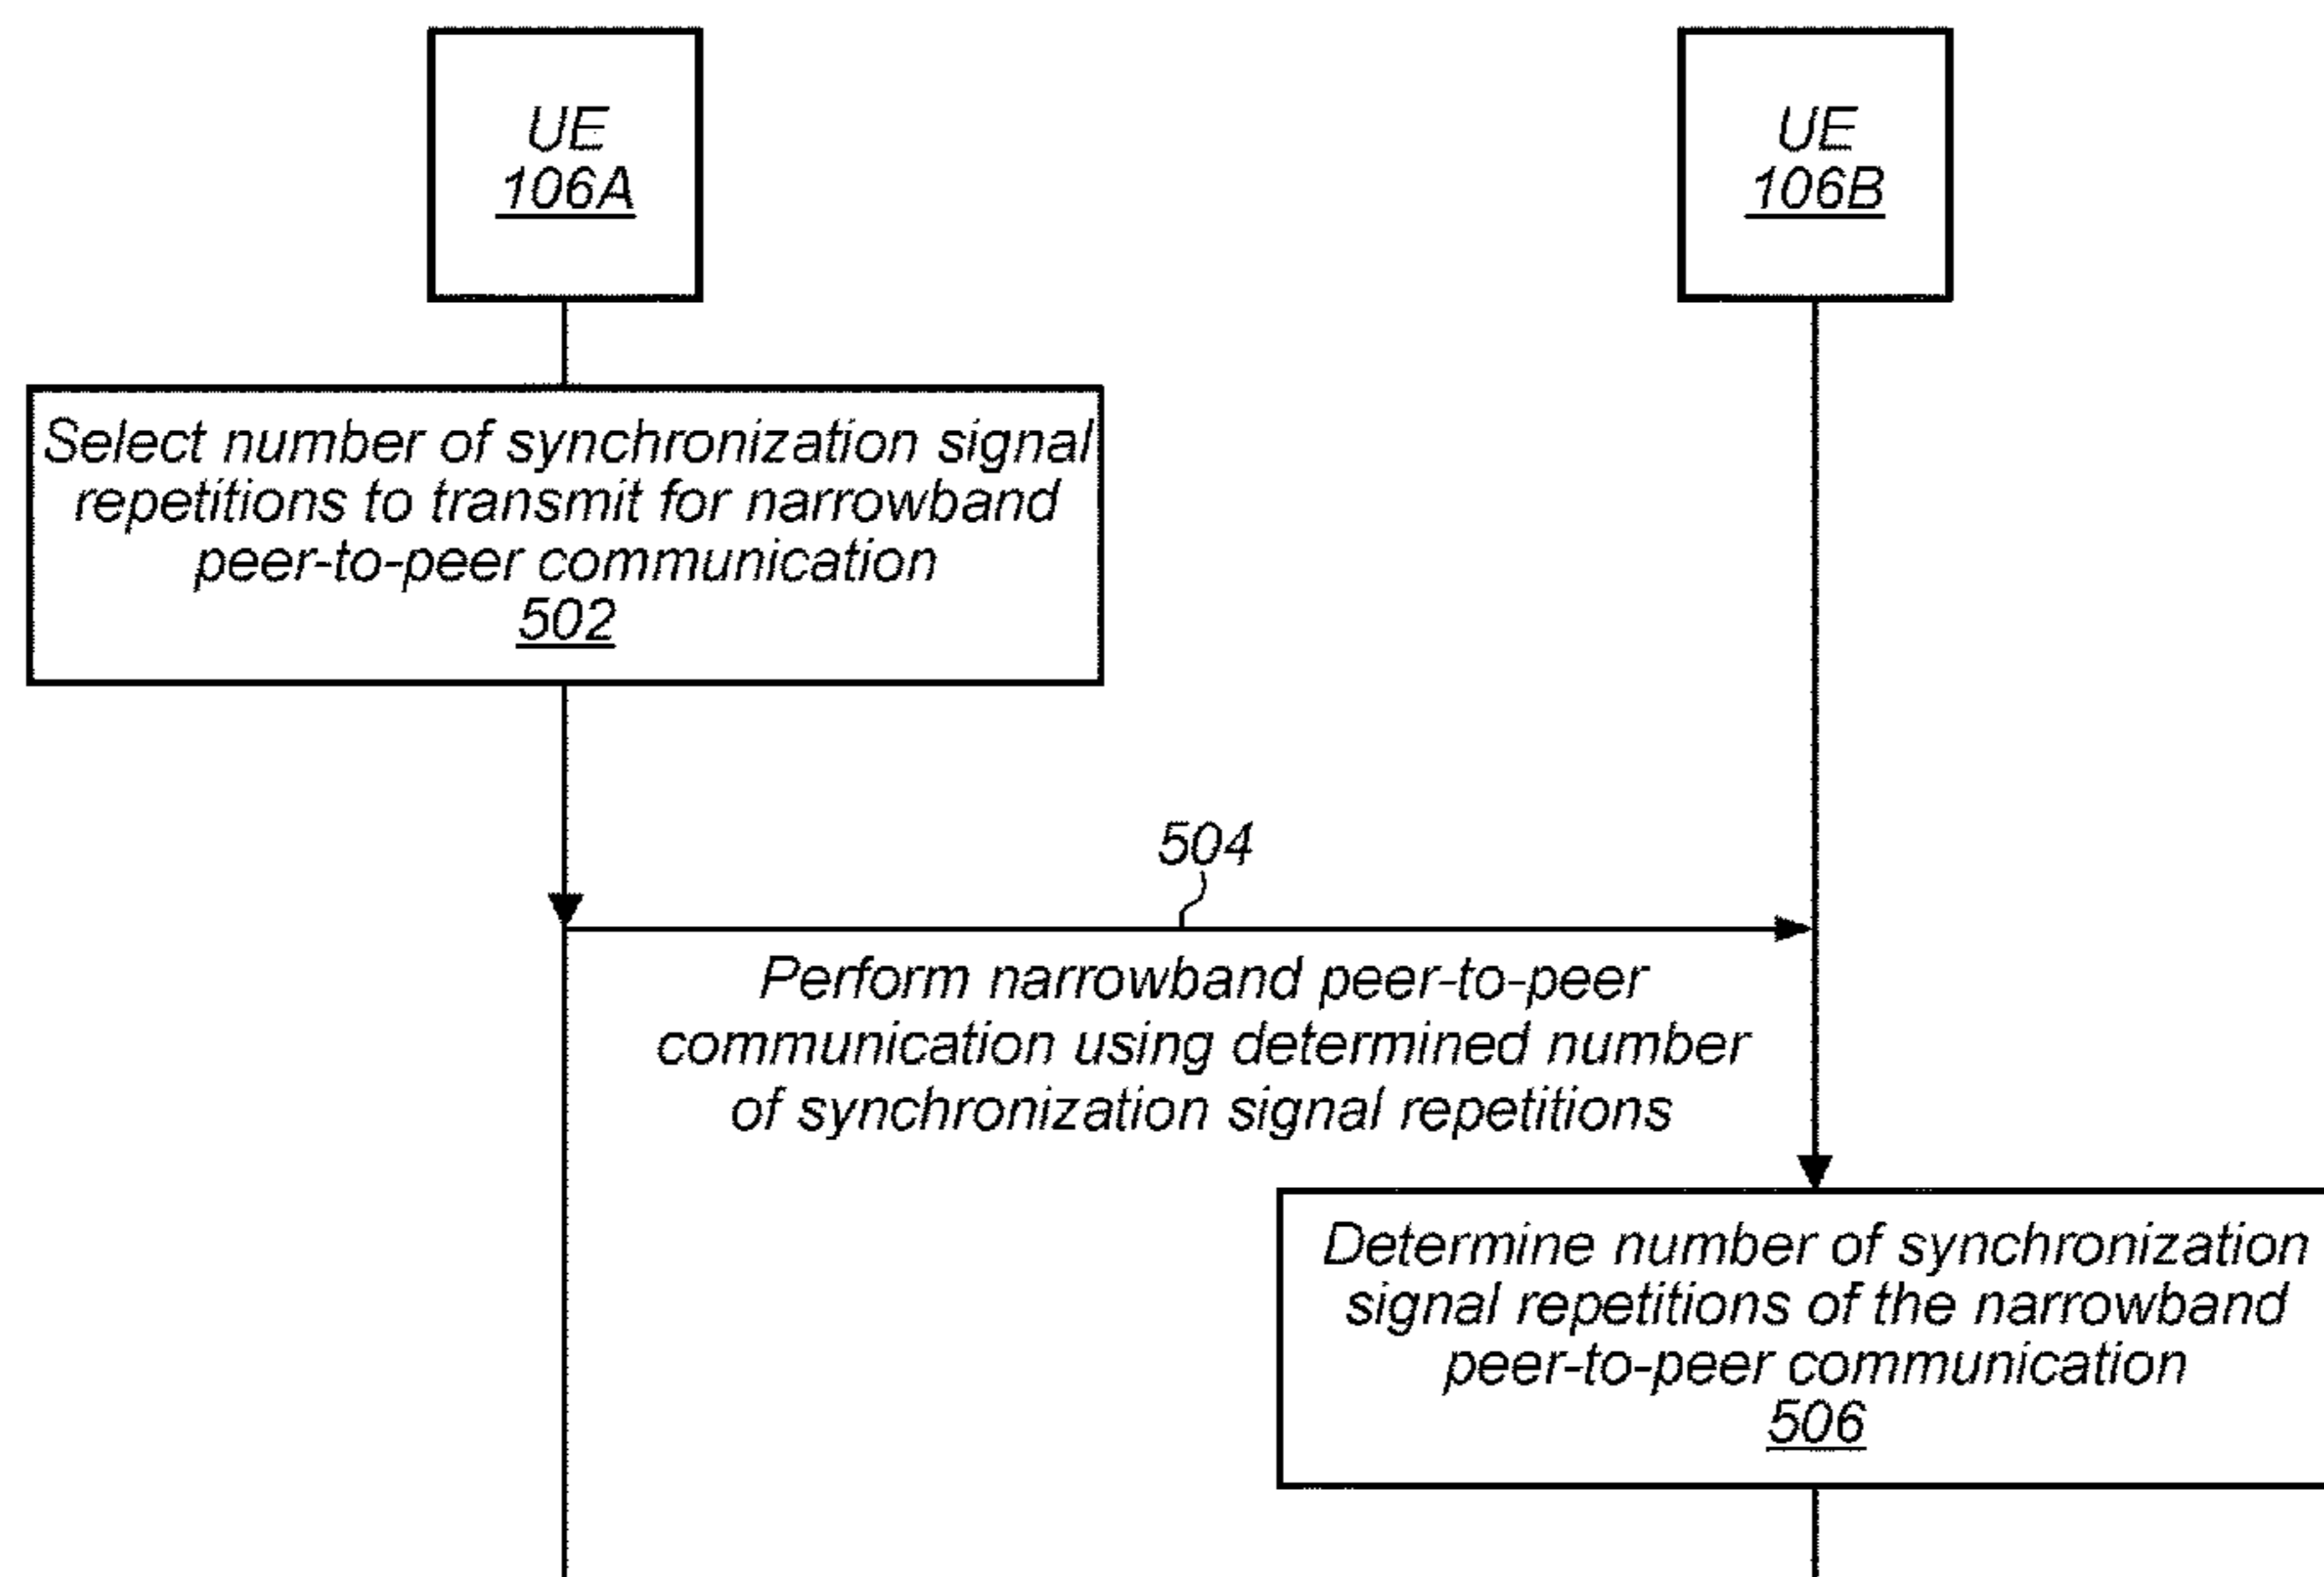 UE
106A
UE
106B
Select number of synchronization signal
repetitions to transmit for narrowband
peer-to-peer communication
502
504
Perform narrowband peer-to-peer
communication using determined number
of synchronization signal repetitions
Determine number of synchronization
signal repetitions of the narrowband
peer-to-peer communication
506